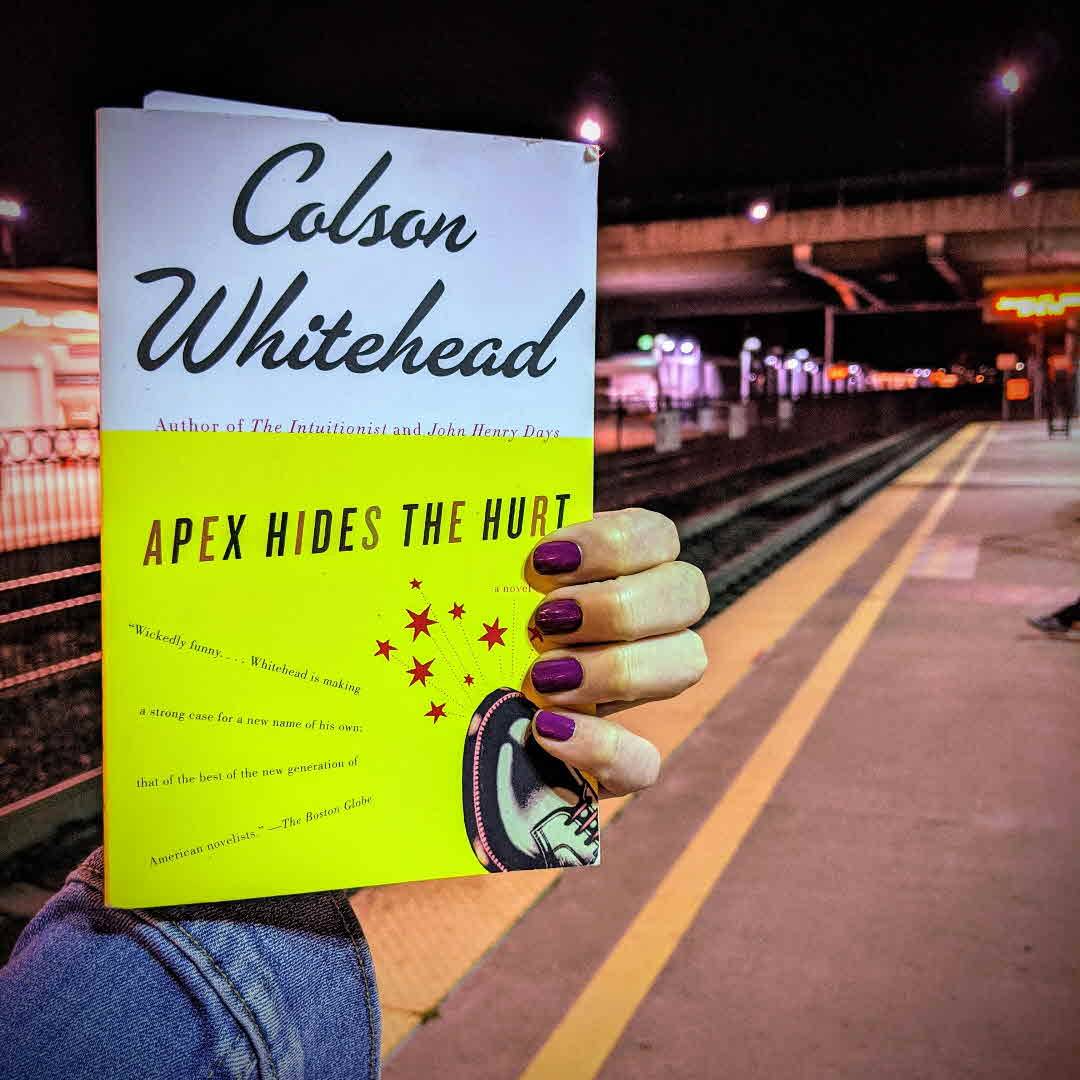 Colson
Whitehead
Author of The Intuitionist and John Henry Days
APEX HIDES THE HURT
a novel
“Wickedly funny. . . . Whitehead is making
a strong case for a new name of his own:
that of the best of the new generation of
American novelists.” —The Boston Globe